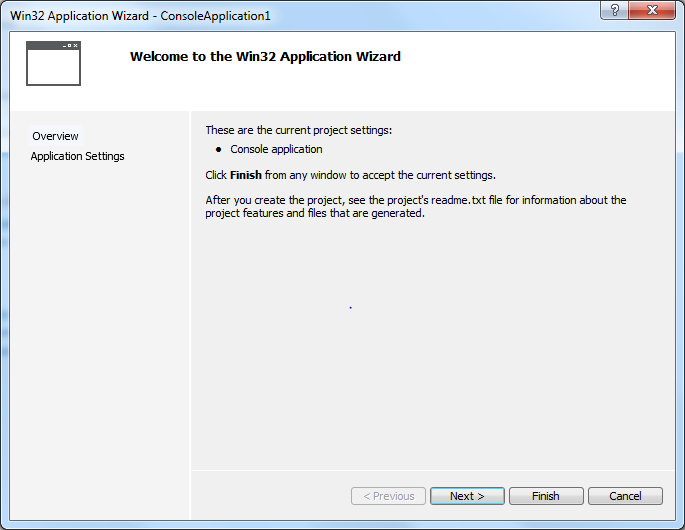 Win32 Application Wizard - ConsoleApplication1
Welcome to the Win32 Application Wizard
Overview
Application Settings
These are the current project settings:
• Console application
Click Finish from any window to accept the current settings.
After you create the project, see the project's readme.txt file for information about the
project features and files that are generated.
< Previous
Next >
Finish
Cancel